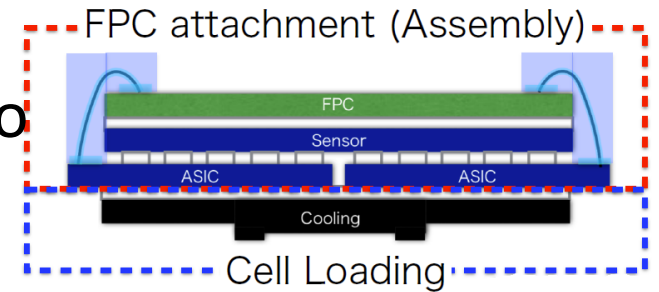 FPC attachment (Assembly)
o
FPC
Sensor
ASIC ASIC
Cooling
Cell Loading